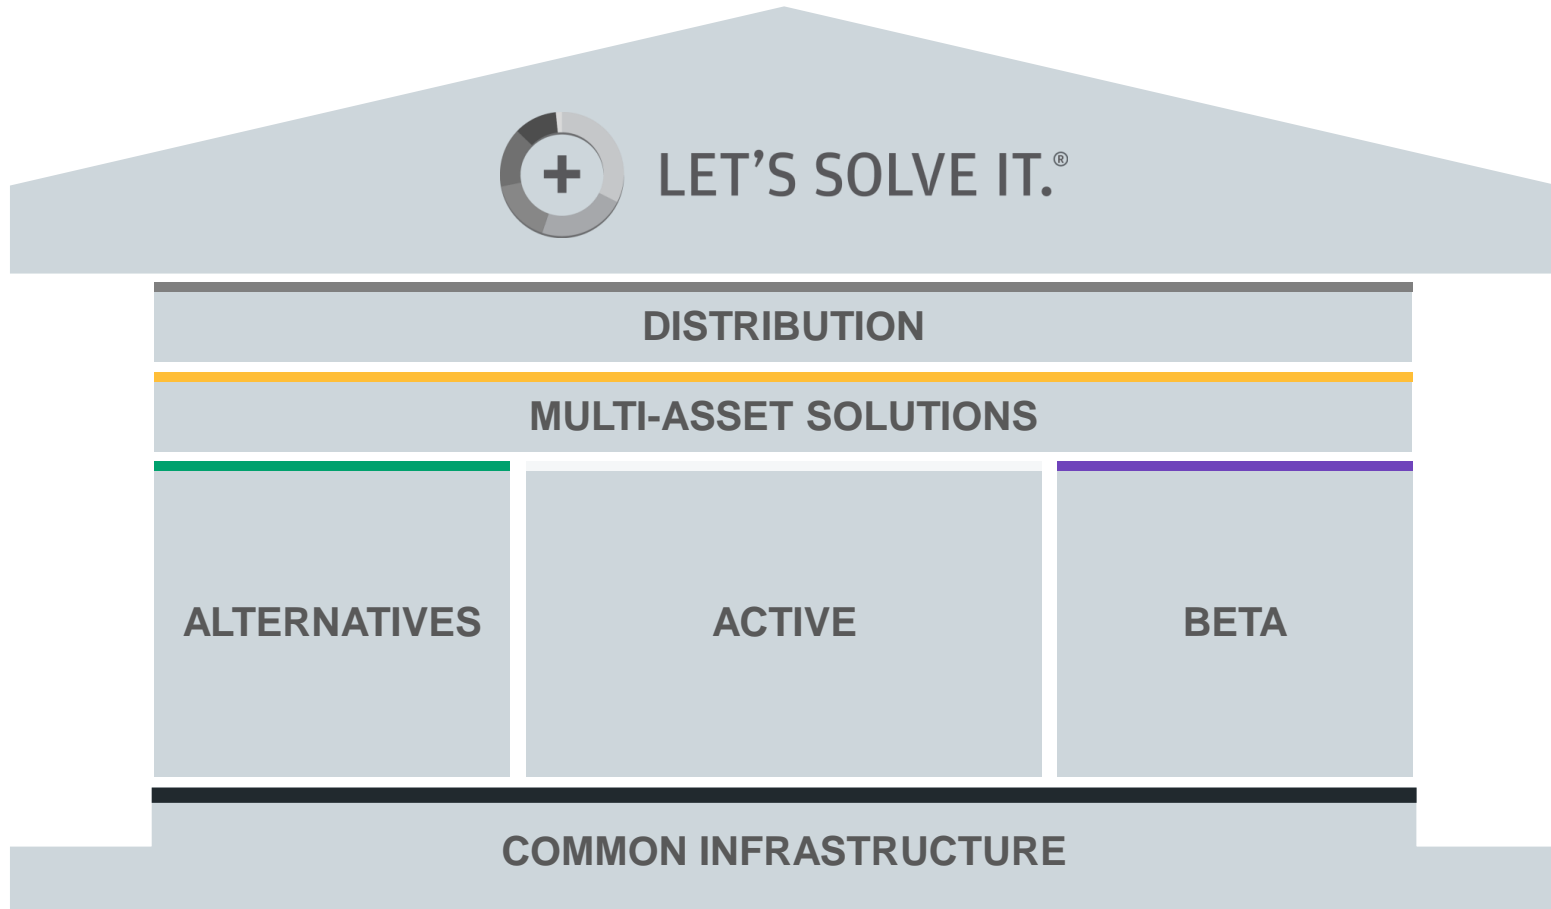 LET'S SOLVE IT.®
DISTRIBUTION
MULTI-ASSET SOLUTIONS
ALTERNATIVES
ACTIVE
BETA
COMMON INFRASTRUCTURE